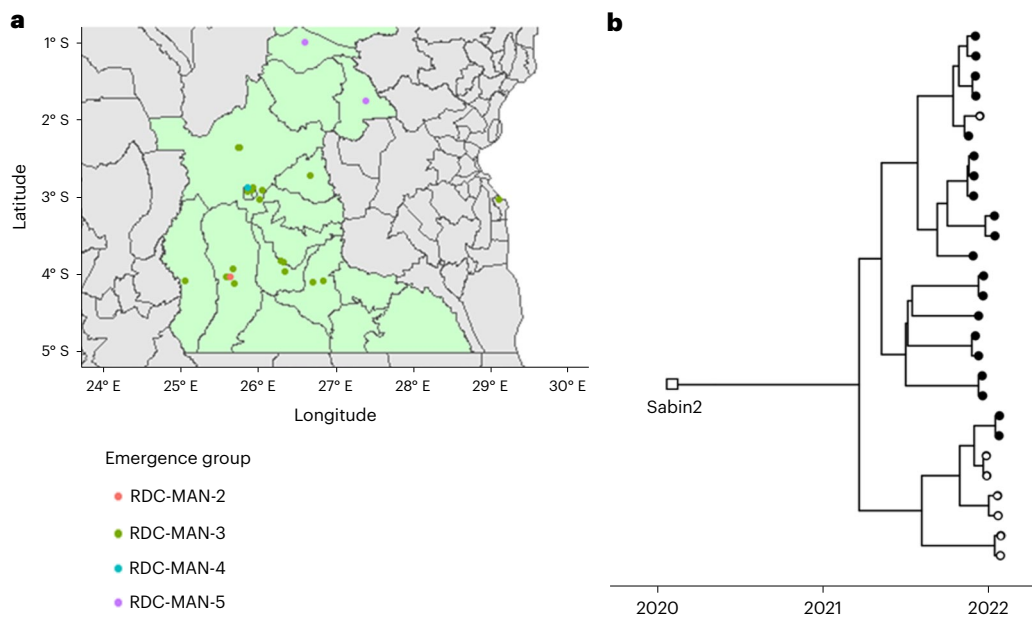 a
b
1° S
2° S
3° S
4° S
5° S
Latitude
24° E 25° E 26° E 27° E 28° E 29° E 30° E
Longitude
Emergence group
RDC-MAN-2
RDC-MAN-3
RDC-MAN-4
RDC-MAN-5
Sabin2
2020 2021 2022